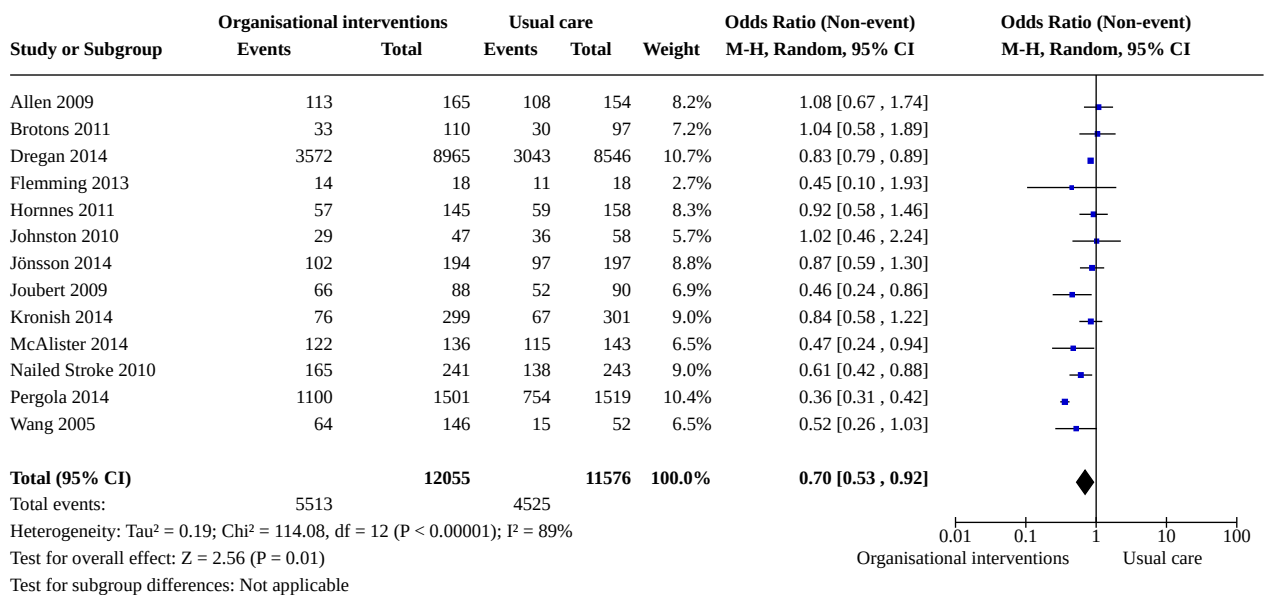 Organisational interventions Usual care Odds Ratio (Non-event) Odds Ratio (Non-event)
Study or Subgroup Events Total Events Total Weight M-H, Random, 95% CI M-H, Random, 95% CI
Allen 2009 113 165 108 154 8.2% 1.08 [0.67 , 1.74]
Brotons 2011 33 110 30 97 7.2% 1.04 [0.58 , 1.89]
Dregan 2014 3572 8965 3043 8546 10.7% 0.83 [0.79 , 0.89]
Flemming 2013 14 18 11 18 2.7% 0.45 [0.10 , 1.93]
Hornnes 2011 57 145 59 158 8.3% 0.92 [0.58 , 1.46]
Johnston 2010 29 47 36 58 5.7% 1.02 [0.46 , 2.24]
Jönsson 2014 102 194 97 197 8.8% 0.87 [0.59 , 1.30]
Joubert 2009 66 88 52 90 6.9% 0.46 [0.24 , 0.86]
Kronish 2014 76 299 67 301 9.0% 0.84 [0.58 , 1.22]
McAlister 2014 122 136 115 143 6.5% 0.47 [0.24 , 0.94]
Nailed Stroke 2010 165 241 138 243 9.0% 0.61 [0.42 , 0.88]
Pergola 2014 1100 1501 754 1519 10.4% 0.36 [0.31 , 0.42]
Wang 2005 64 146 15 52 6.5% 0.52 [0.26 , 1.03]
Total (95% CI) 12055 11576 100.0% 0.70 [0.53 , 0.92]
Total events: 5513 4525
Heterogeneity: Tau² = 0.19; Chi² = 114.08, df = 12 (P < 0.00001); I² = 89%
0.01 0.1 1 10 100
Test for overall effect: Z = 2.56 (P = 0.01)
Organisational interventions Usual care
Test for subgroup differences: Not applicable